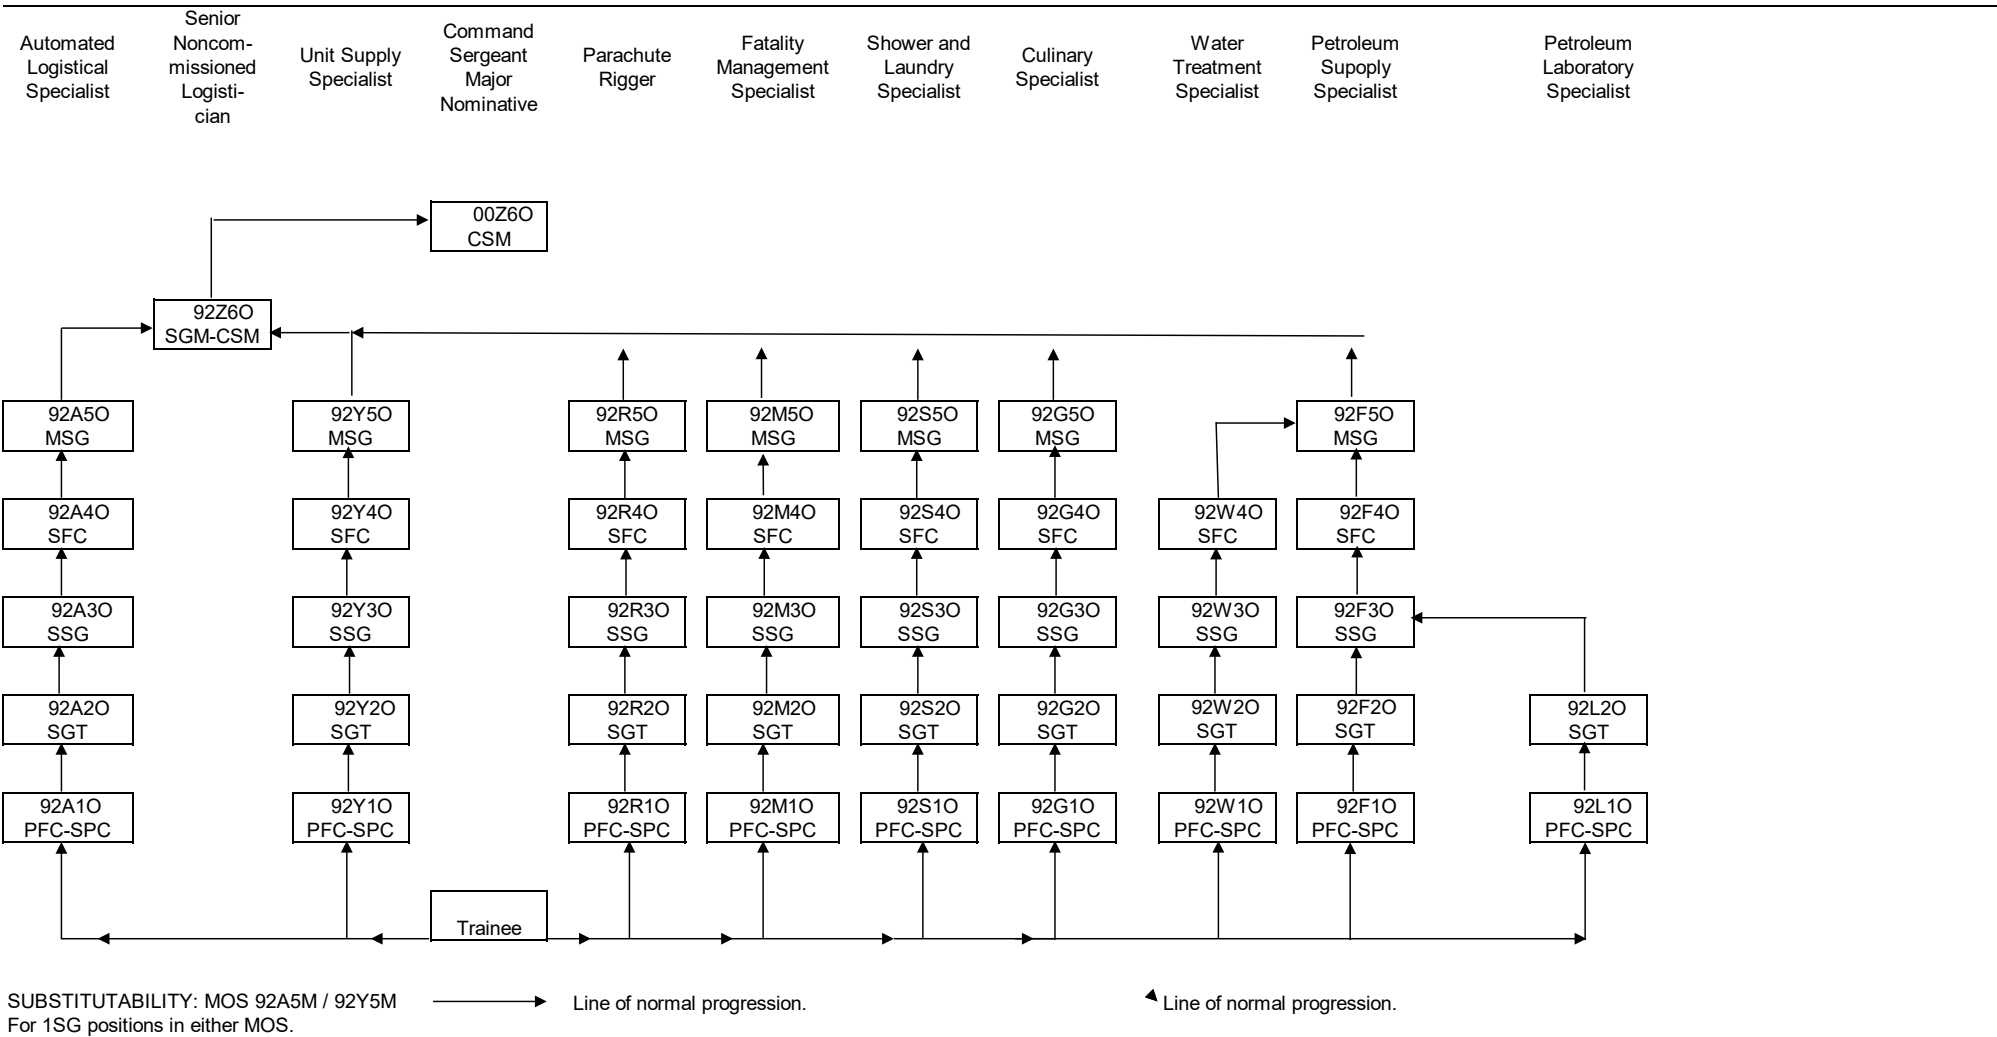 Automated
Logistical
Specialist
Senior
Noncom-
missioned
Logisti-
cian
Unit Supply
Specialist
Command
Sergeant
Major
Nominative
Parachute
Rigger
Fatality
Management
Specialist
Shower and
Laundry
Specialist
Culinary
Specialist
Water
Treatment
Specialist
Petroleum
Supoply
Specialist
Petroleum
Laboratory
Specialist
00Z6O
CSM
92Z6O
SGM-CSM
92A5O
MSG
92Y5O
MSG
92R5O
MSG
92M5O
MSG
92S5O
MSG
92G5O
MSG
92F5O
MSG
92A4O
SFC
92Y4O
SFC
92R4O
SFC
92M4O
SFC
92S4O
SFC
92G4O
SFC
92W4O
SFC
92F4O
SFC
92A3O
SSG
92Y3O
SSG
92R3O
SSG
92M3O
SSG
92S3O
SSG
92G3O
SSG
92W3O
SSG
92F3O
SSG
92A2O
SGT
92Y2O
SGT
92R2O
SGT
92M2O
SGT
92S2O
SGT
92G2O
SGT
92W2O
SGT
92F2O
SGT
92L2O
SGT
92A1O
PFC-SPC
92Y1O
PFC-SPC
92R1O
PFC-SPC
92M1O
PFC-SPC
92S1O
PFC-SPC
92G1O
PFC-SPC
92W1O
PFC-SPC
92F1O
PFC-SPC
92L1O
PFC-SPC
Trainee
SUBSTITUTABILITY: MOS 92A5M / 92Y5M
For 1SG positions in either MOS.
Line of normal progression.
Line of normal progression.